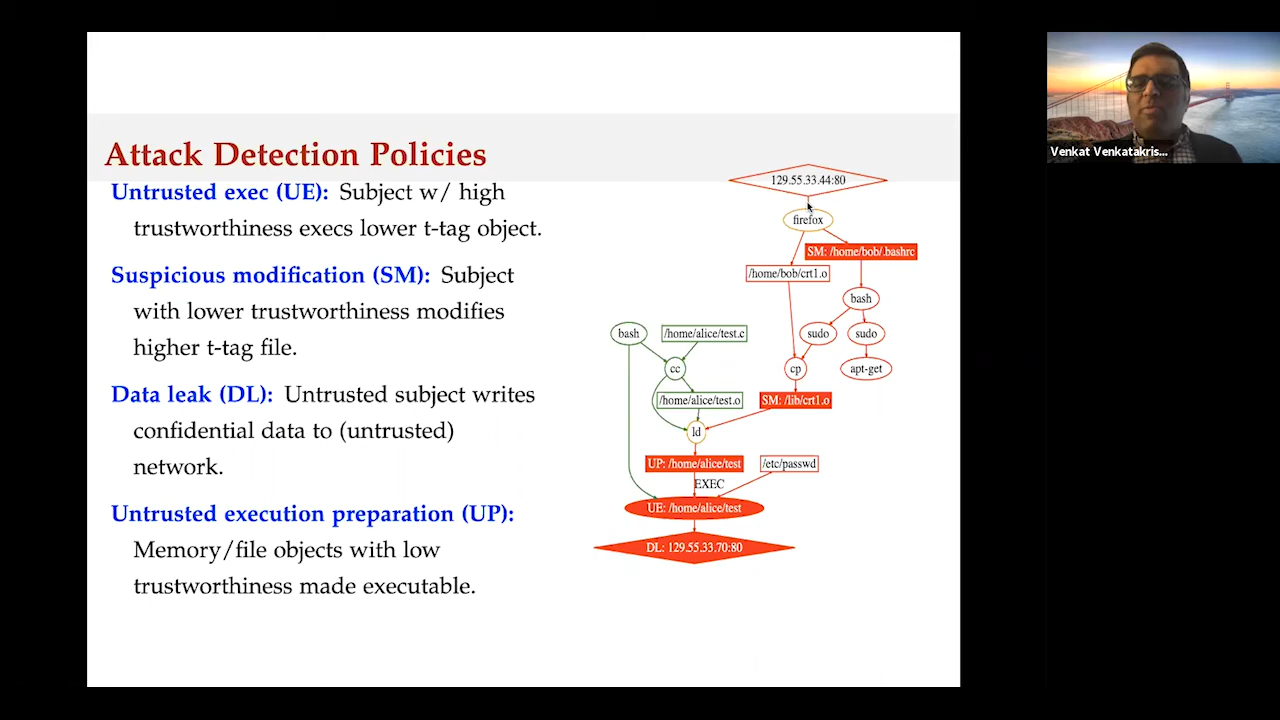 Attack Detection Policies
Untrusted exec (UE): Subject w/ high
trustworthiness execs lower t-tag object.
Suspicious modification (SM): Subject
with lower trustworthiness modifies
higher t-tag file.
Data leak (DL): Untrusted subject writes
confidential data to (untrusted)
network.
Untrusted execution preparation (UP):
Memory/file objects with low
trustworthiness made executable.
129.55.33.44:80
firefox
SM: /home/bob/.bashrc
/home/bob/crt1.o
bash
bash
/home/alice/test.c
sudo
sudo
cc
cp
apt-get
/home/alice/test.o
SM: /lib/crt1.o
ld
UP: /home/alice/test
/etc/passwd
EXEC
UE: /home/alice/test
DL: 129.55.33.70:80
Venkat Venkatakris...